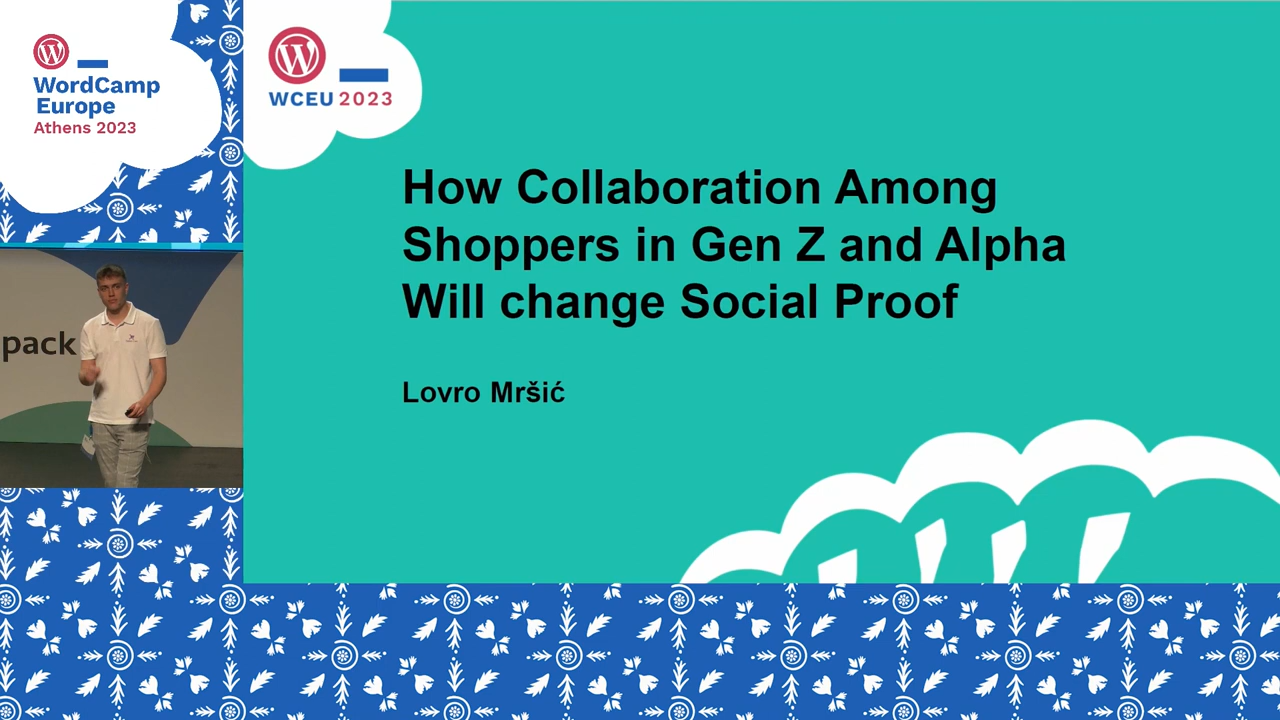 WordCamp
Europe
Athens 2023
WCEU 2023
How Collaboration Among
Shoppers in Gen Z and Alpha
Will change Social Proof
Lovro Mršić
pack